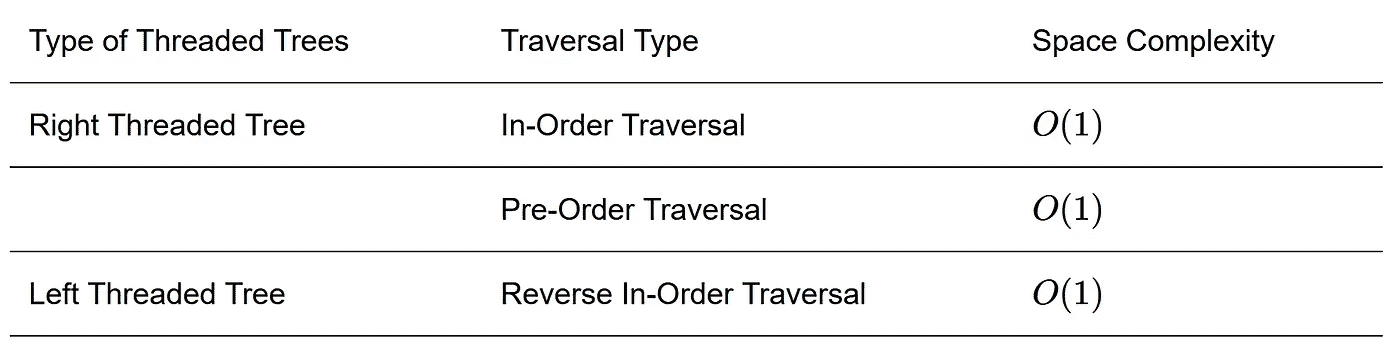 Type of Threaded Trees Traversal Type Space Complexity
Right Threaded Tree In-Order Traversal O(1)
Pre-Order Traversal O(1)
Left Threaded Tree Reverse In-Order Traversal O(1)